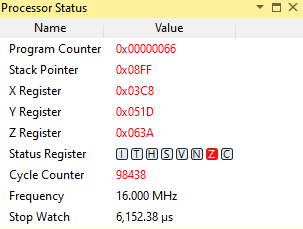 Processor Status
Name Value
Program Counter 0x00000066
Stack Pointer 0x08FF
X Register 0x03C8
Y Register 0x051D
Z Register 0x063A
Status Register I T H S V N Z C
Cycle Counter 98438
Frequency 16.000 MHz
Stop Watch 6,152.38 µs